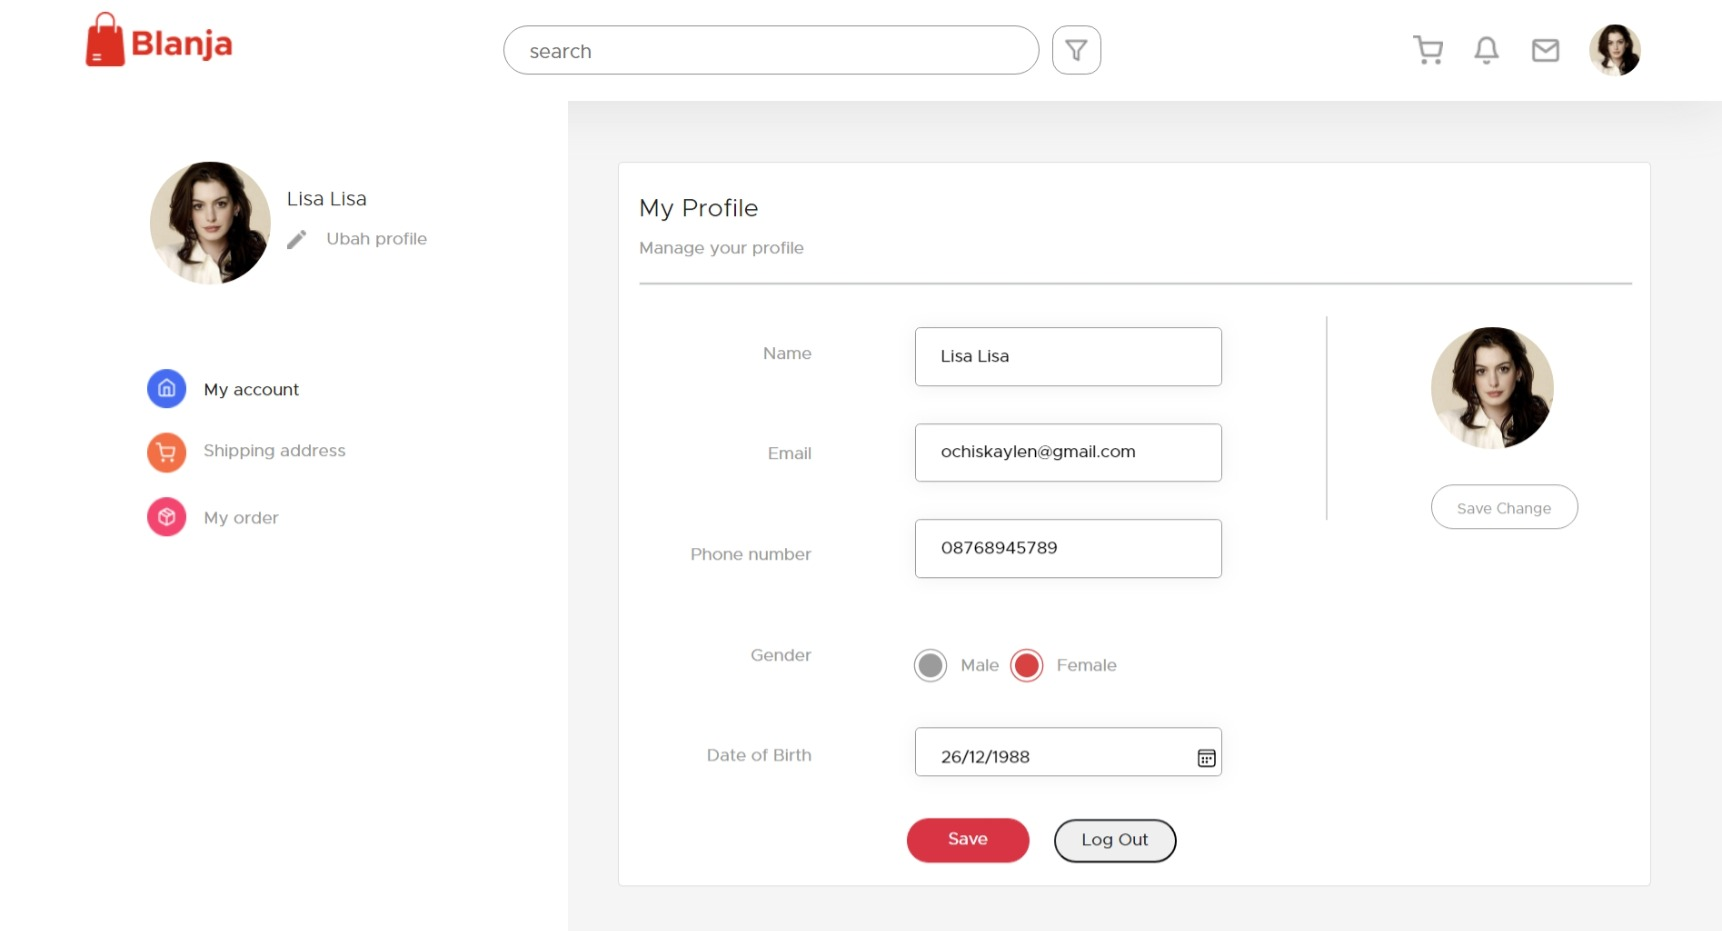 Blanja
search
Lisa Lisa
Ubah profile
My account
Shipping address
My order
My Profile
Manage your profile
Name
Lisa Lisa
Email
ochiskaylen@gmail.com
Phone number
08768945789
Gender
Male Female
Date of Birth
26/12/1988
Save Log Out
Save Change